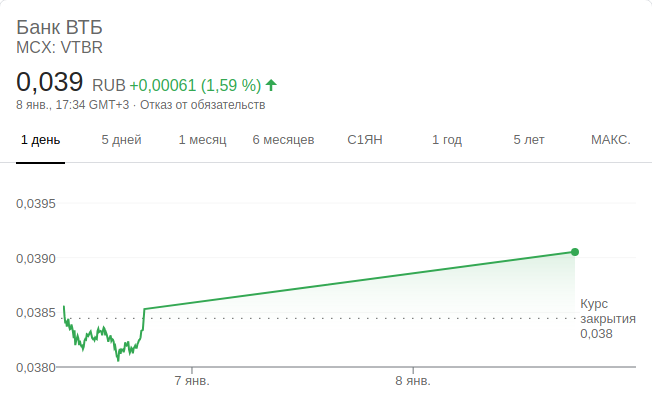 Банк ВТБ
MCX: VTBR
0,039 RUB +0,00061 (1,59 %)
8 янв., 17:34 GMT+3 · Отказ от обязательств
1 день 5 дней 1 месяц 6 месяцев С1ЯН 1 год 5 лет МАКС.
0,0395
0,0390
0,0385
0,0380
Курс
закрытия
0,038
7 янв. 8 янв.